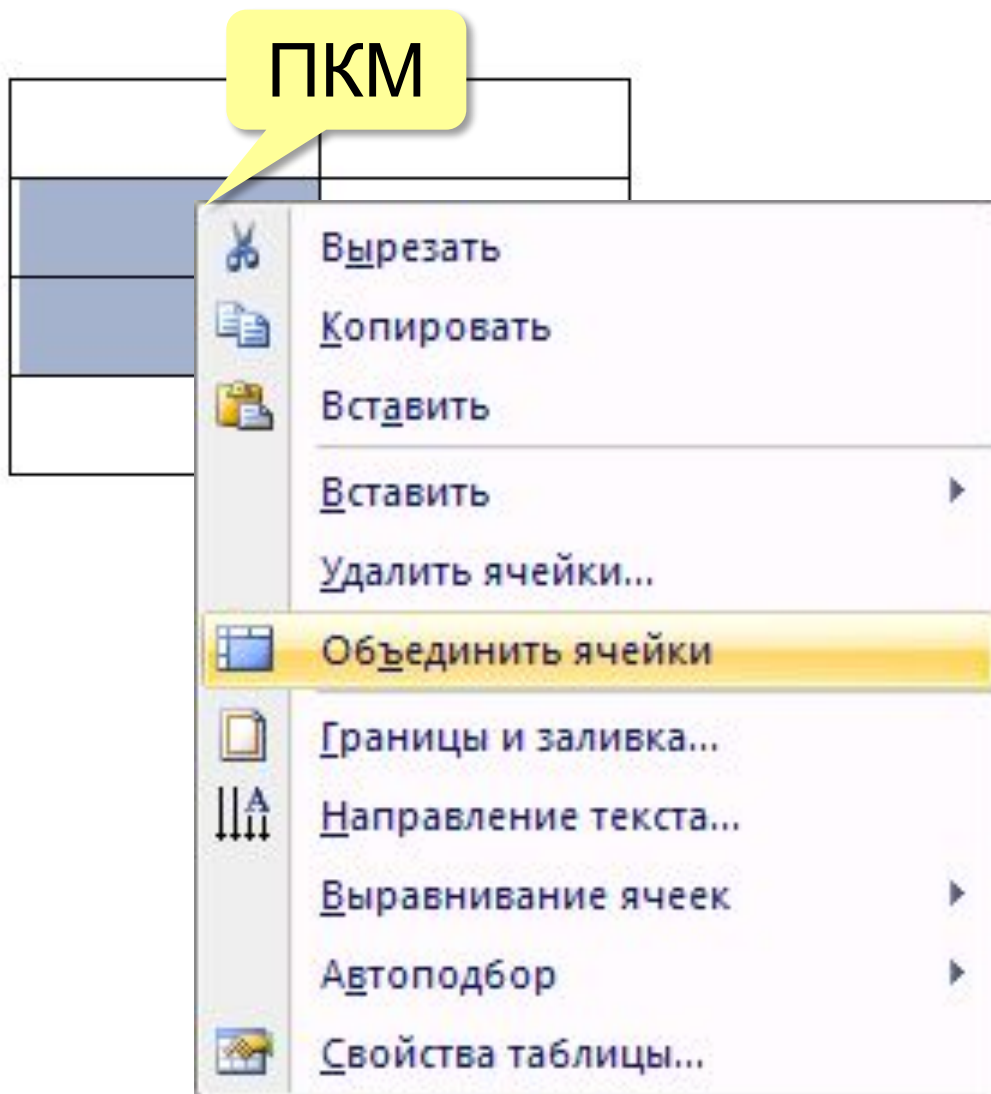 ПКМ
Вырезать
Копировать
Вставить
Вставить
Удалить ячейки...
Объединить ячейки
Границы и заливка...
Направление текста...
Выравнивание ячеек
Автоподбор
Свойства таблицы...